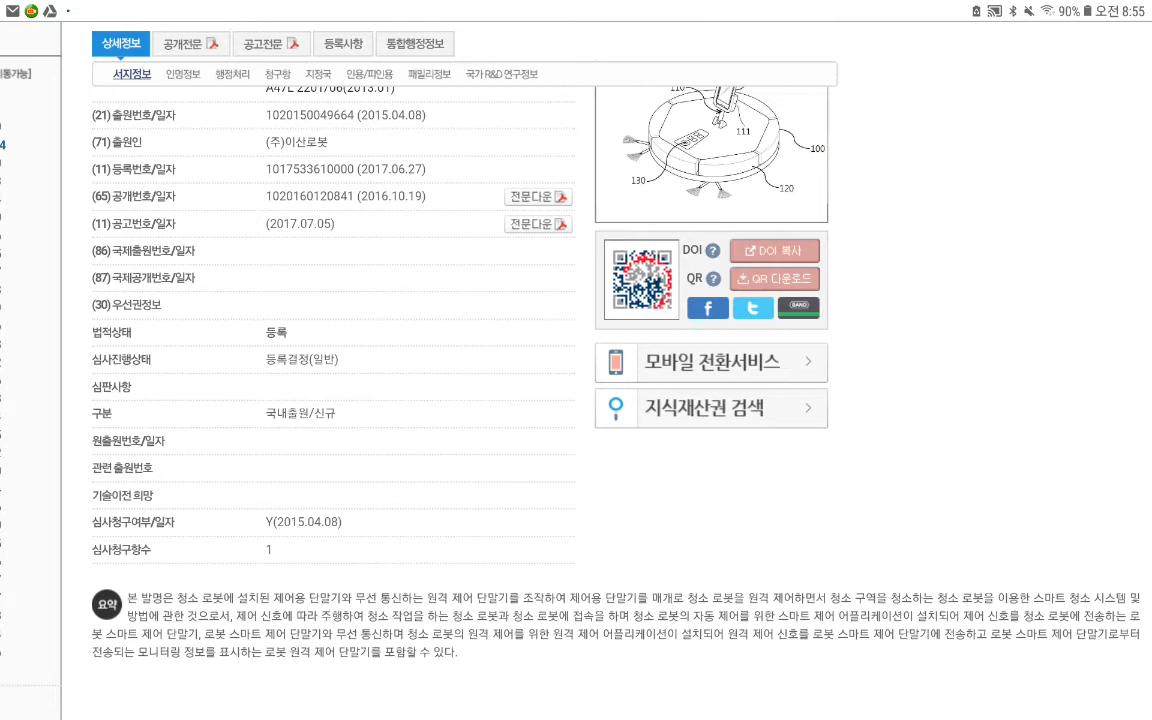 90% 오전 8:55
상세정보 공개전문 공고전문 등록사항 통합행정정보
이동가능]
서지정보 인명정보 행정처리 청구항 지정국 인용/피인용 패밀리정보 국가 R&D 연구정보
A47L 2201/06(2013.01)
(21) 출원번호/일자 1020150049664 (2015.04.08)
(71) 출원인 (주)이산로봇
(11) 등록번호/일자 1017533610000 (2017.06.27)
(65) 공개번호/일자 1020160120841 (2016.10.19) 전문다운
(11) 공고번호/일자 (2017.07.05) 전문다운
(86) 국제출원번호/일자
(87) 국제공개번호/일자
(30) 우선권정보
법적상태 등록
심사진행상태 등록결정(일반)
심판사항
구분 국내출원/신규
원출원번호/일자
관련 출원번호
기술이전 희망
심사청구여부/일자 Y(2015.04.08)
심사청구항수 1
110
111
100
130
120
DOI ? DOI 복사
QR ? QR 다운로드
f t BAND
모바일 전환서비스
지식재산권 검색
요약 본 발명은 청소 로봇에 설치된 제어용 단말기와 무선 통신하는 원격 제어 단말기를 조작하여 제어용 단말기를 매개로 청소 로봇을 원격 제어하면서 청소 구역을 청소하는 청소 로봇을 이용한 스마트 청소 시스템 및
방법에 관한 것으로서, 제어 신호에 따라 주행하여 청소 작업을 하는 청소 로봇과 청소 로봇에 접속을 하며 청소 로봇의 자동 제어를 위한 스마트 제어 어플리케이션이 설치되어 제어 신호를 청소 로봇에 전송하는 로
봇 스마트 제어 단말기, 로봇 스마트 제어 단말기와 무선 통신하며 청소 로봇의 원격 제어를 위한 원격 제어 어플리케이션이 설치되어 원격 제어 신호를 로봇 스마트 제어 단말기에 전송하고 로봇 스마트 제어 단말기로부터
전송되는 모니터링 정보를 표시하는 로봇 원격 제어 단말기를 포함할 수 있다.